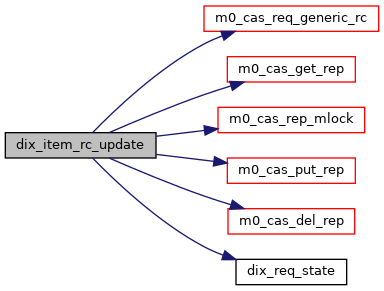 m0_cas_req_generic_rc
m0_cas_get_rep
m0_cas_rep_mlock
dix_item_rc_update
m0_cas_put_rep
m0_cas_del_rep
dix_req_state